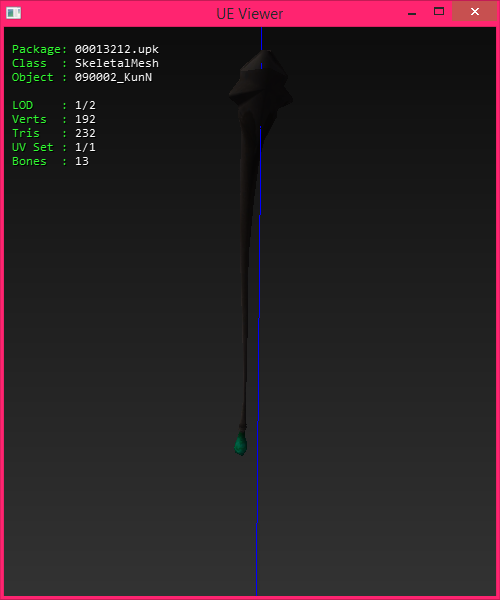 UE Viewer
Package: 00013212.upk
Class  : SkeletalMesh
Object : 090002_KunN
LOD    : 1/2
Verts  : 192
Tris   : 232
UV Set : 1/1
Bones  : 13